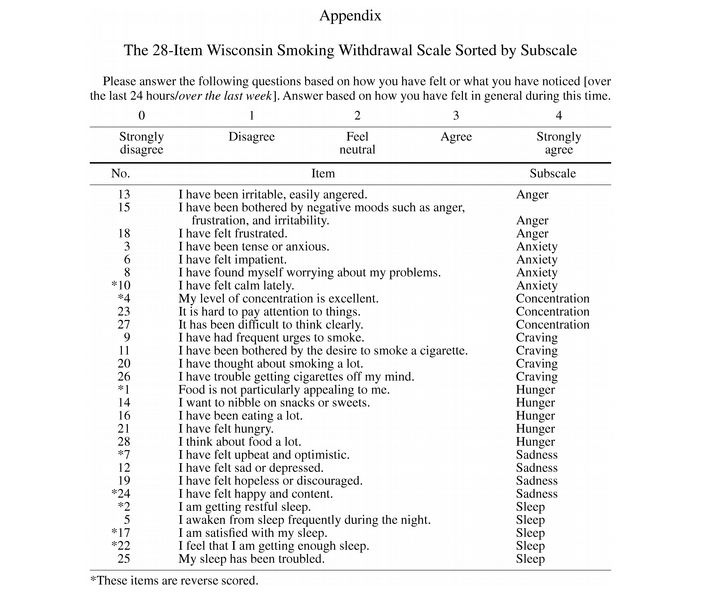 Appendix
The 28-Item Wisconsin Smoking Withdrawal Scale Sorted by Subscale
Please answer the following questions based on how you have felt or what you have noticed [over
the last 24 hours/over the last week]. Answer based on how you have felt in general during this time.
0 1 2 3 4
Strongly disagree Disagree Feel neutral Agree Strongly agree
No. Item Subscale
13 I have been irritable, easily angered. Anger
15 I have been bothered by negative moods such as anger,
frustration, and irritability. Anger
18 I have felt frustrated. Anger
3 I have been tense or anxious. Anxiety
6 I have felt impatient. Anxiety
8 I have found myself worrying about my problems. Anxiety
*10 I have felt calm lately. Anxiety
*4 My level of concentration is excellent. Concentration
23 It is hard to pay attention to things. Concentration
27 It has been difficult to think clearly. Concentration
9 I have had frequent urges to smoke. Craving
11 I have been bothered by the desire to smoke a cigarette. Craving
20 I have thought about smoking a lot. Craving
26 I have trouble getting cigarettes off my mind. Craving
*1 Food is not particularly appealing to me. Hunger
14 I want to nibble on snacks or sweets. Hunger
16 I have been eating a lot. Hunger
21 I have felt hungry. Hunger
28 I think about food a lot. Hunger
*7 I have felt upbeat and optimistic. Sadness
12 I have felt sad or depressed. Sadness
19 I have felt hopeless or discouraged. Sadness
*24 I have felt happy and content. Sadness
*2 I am getting restful sleep. Sleep
5 I awaken from sleep frequently during the night. Sleep
*17 I am satisfied with my sleep. Sleep
*22 I feel that I am getting enough sleep. Sleep
25 My sleep has been troubled. Sleep
*These items are reverse scored.